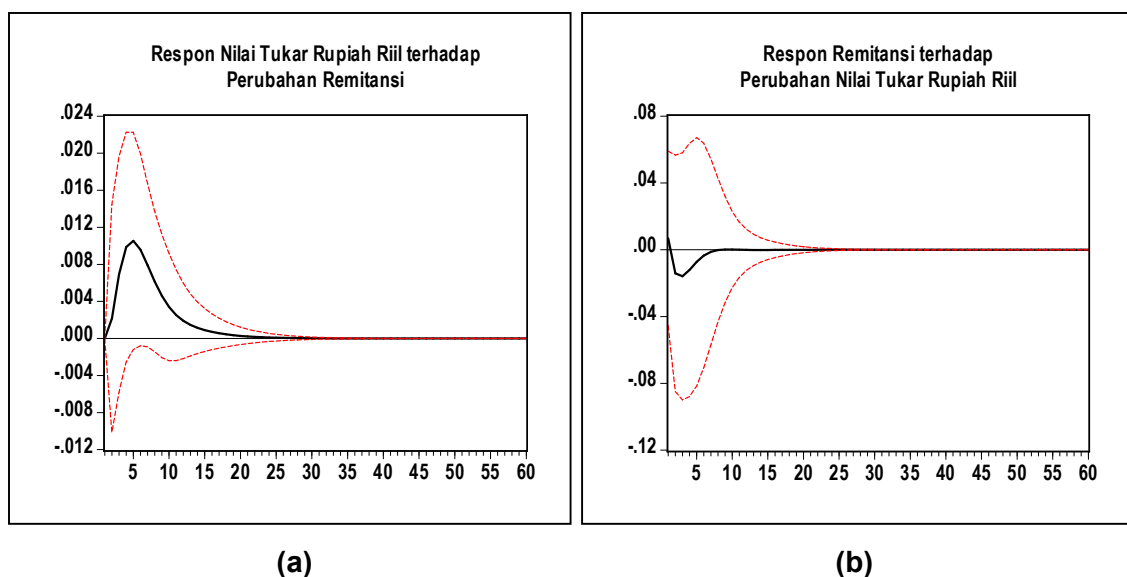 Respon Nilai Tukar Rupiah Riil terhadap
Perubahan Remitansi
.024
.020
.016
.012
.008
.004
.000
-.004
-.008
-.012
5 10 15 20 25 30 35 40 45 50 55 60
(a)
Respon Remitansi terhadap
Perubahan Nilai Tukar Rupiah Riil
.08
.04
.00
-.04
-.08
-.12
5 10 15 20 25 30 35 40 45 50 55 60
(b)